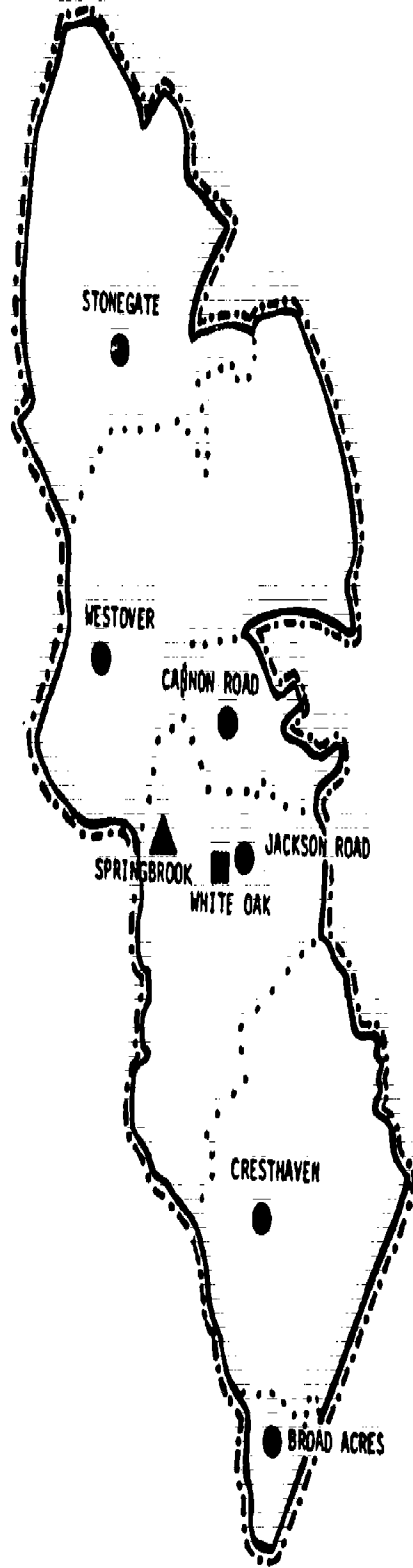 STONEGATE
WESTOVER
CANNON ROAD
JACKSON ROAD
SPRINGBROOK
WHITE OAK
CRESTHAVEN
BROAD ACRES